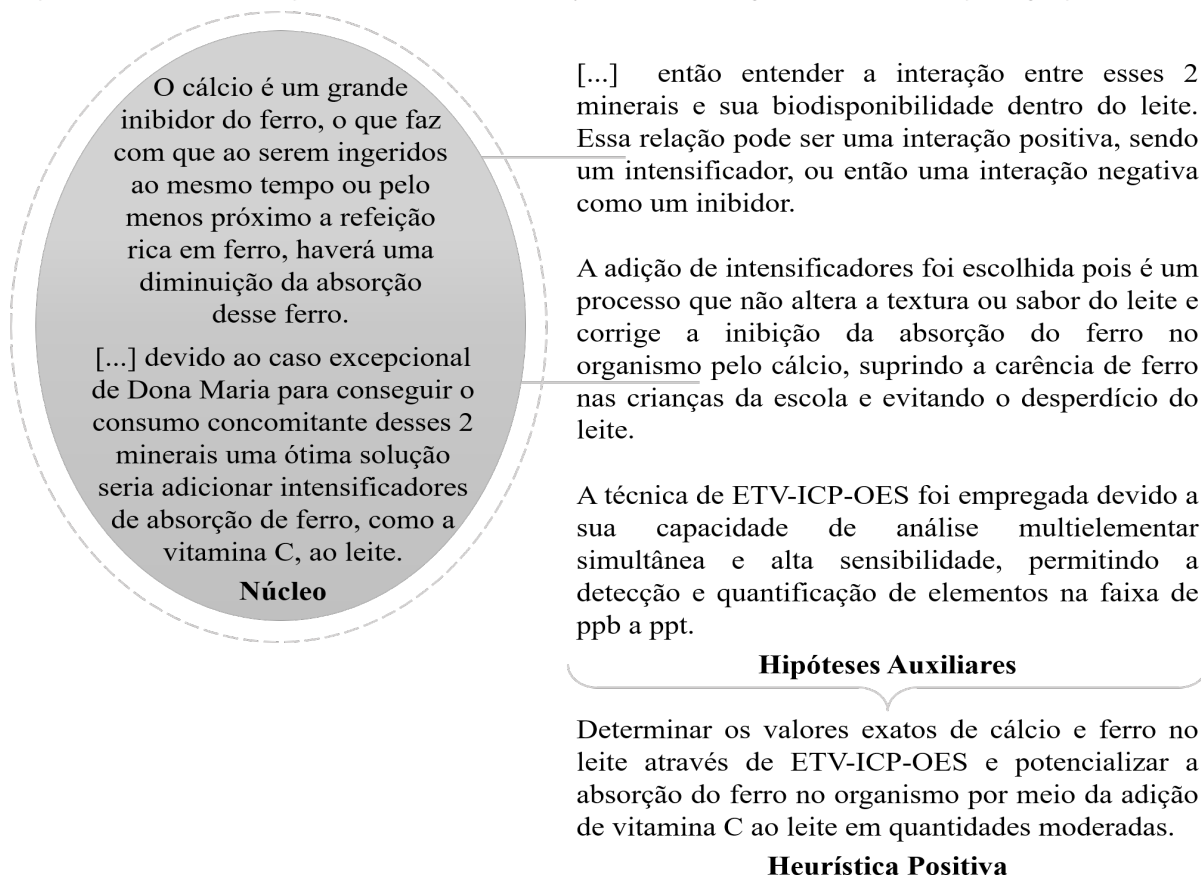 O cálcio é um grande
inibidor do ferro, o que faz
com que ao serem ingeridos
ao mesmo tempo ou pelo
menos próximo a refeição
rica em ferro, haverá uma
diminuição da absorção
desse ferro.
[...] devido ao caso excepcional
de Dona Maria para conseguir o
consumo concomitante desses 2
minerais uma ótima solução
seria adicionar intensificadores
de absorção de ferro, como a
vitamina C, ao leite.
Núcleo
[...] então entender a interação entre esses 2
minerais e sua biodisponibilidade dentro do leite.
Essa relação pode ser uma interação positiva, sendo
um intensificador, ou então uma interação negativa
como um inibidor.
A adição de intensificadores foi escolhida pois é um
processo que não altera a textura ou sabor do leite e
corrige a inibição da absorção do ferro no
organismo pelo cálcio, suprindo a carência de ferro
nas crianças da escola e evitando o desperdício do
leite.
A técnica de ETV-ICP-OES foi empregada devido a
sua capacidade de análise multielementar
simultânea e alta sensibilidade, permitindo a
detecção e quantificação de elementos na faixa de
ppb a ppt.
Hipóteses Auxiliares
Determinar os valores exatos de cálcio e ferro no
leite através de ETV-ICP-OES e potencializar a
absorção do ferro no organismo por meio da adição
de vitamina C ao leite em quantidades moderadas.
Heurística Positiva